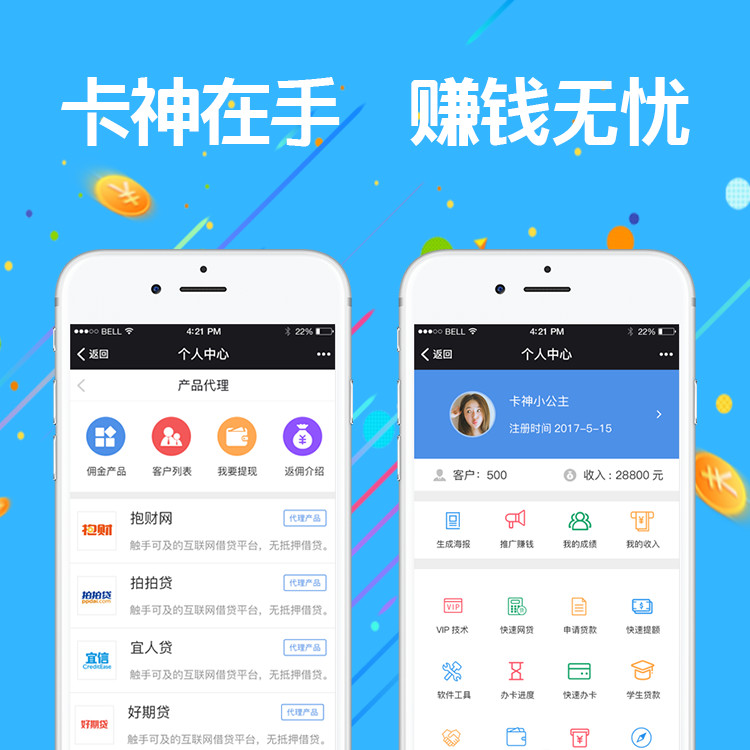 卡神在手 赚钱无忧
BELL 4:21 PM 22%
返回 个人中心
产品代理
佣金产品 客户列表 我要提现 返佣介绍
抱财 抱财网 代理产品
触手可及的互联网借贷平台，无抵押借贷。
拍拍贷 ppdai.com 拍拍贷 代理产品
触手可及的互联网借贷平台，无抵押借贷。
宜信 CreditEase 宜人贷 代理产品
触手可及的互联网借贷平台，无抵押借贷。
好期贷 好期贷 代理产品
触手可及的互联网借贷平台，无抵押借贷。
BELL 4:21 PM 22%
返回 个人中心
卡神小公主
注册时间 2017-5-15
客户：500 收入：28800 元
生成海报 推广赚钱 我的成绩 我的收入
VIP
VIP 技术 快速网贷 申请贷款 快速提额
软件工具 办卡进度 快速办卡 学生贷款